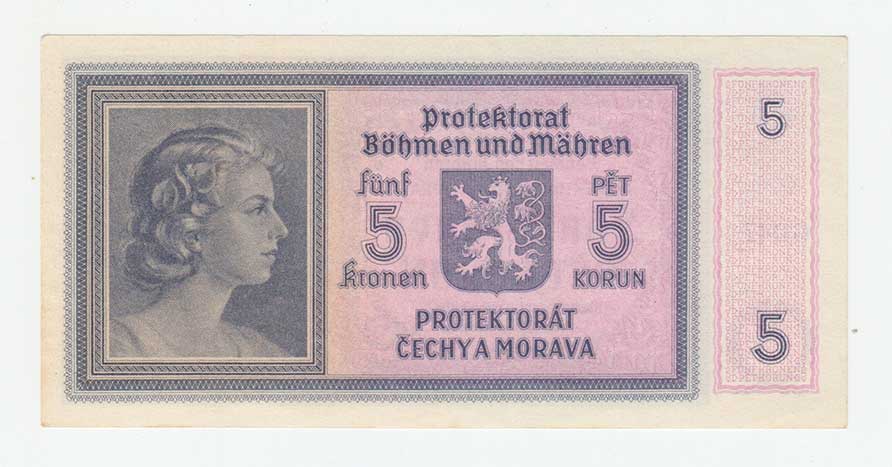 Protektorat
Böhmen und Mähren
fünf
5
Kronen
PĚT
5
KORUN
PROTEKTORÁT
ČECHY A MORAVA
5
5